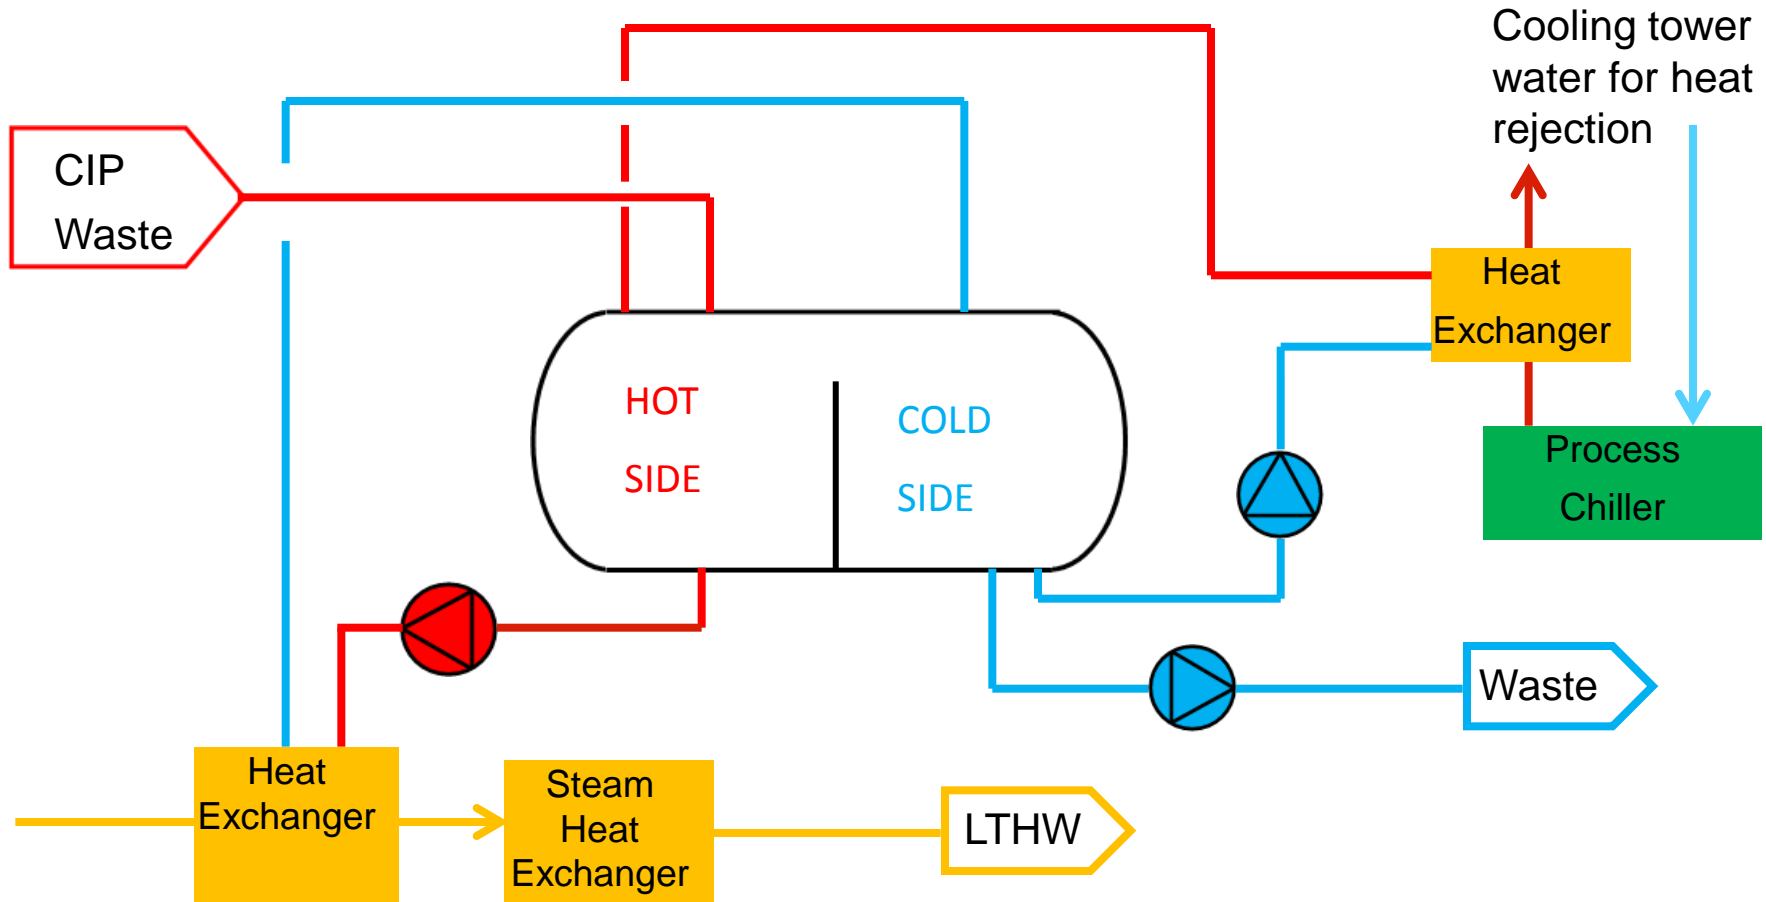 Cooling tower
water for heat
rejection
CIP
Waste
Heat
Exchanger
HOT
SIDE
COLD
SIDE
Process
Chiller
Waste
Heat
Exchanger
Steam
Heat
Exchanger
LTHW